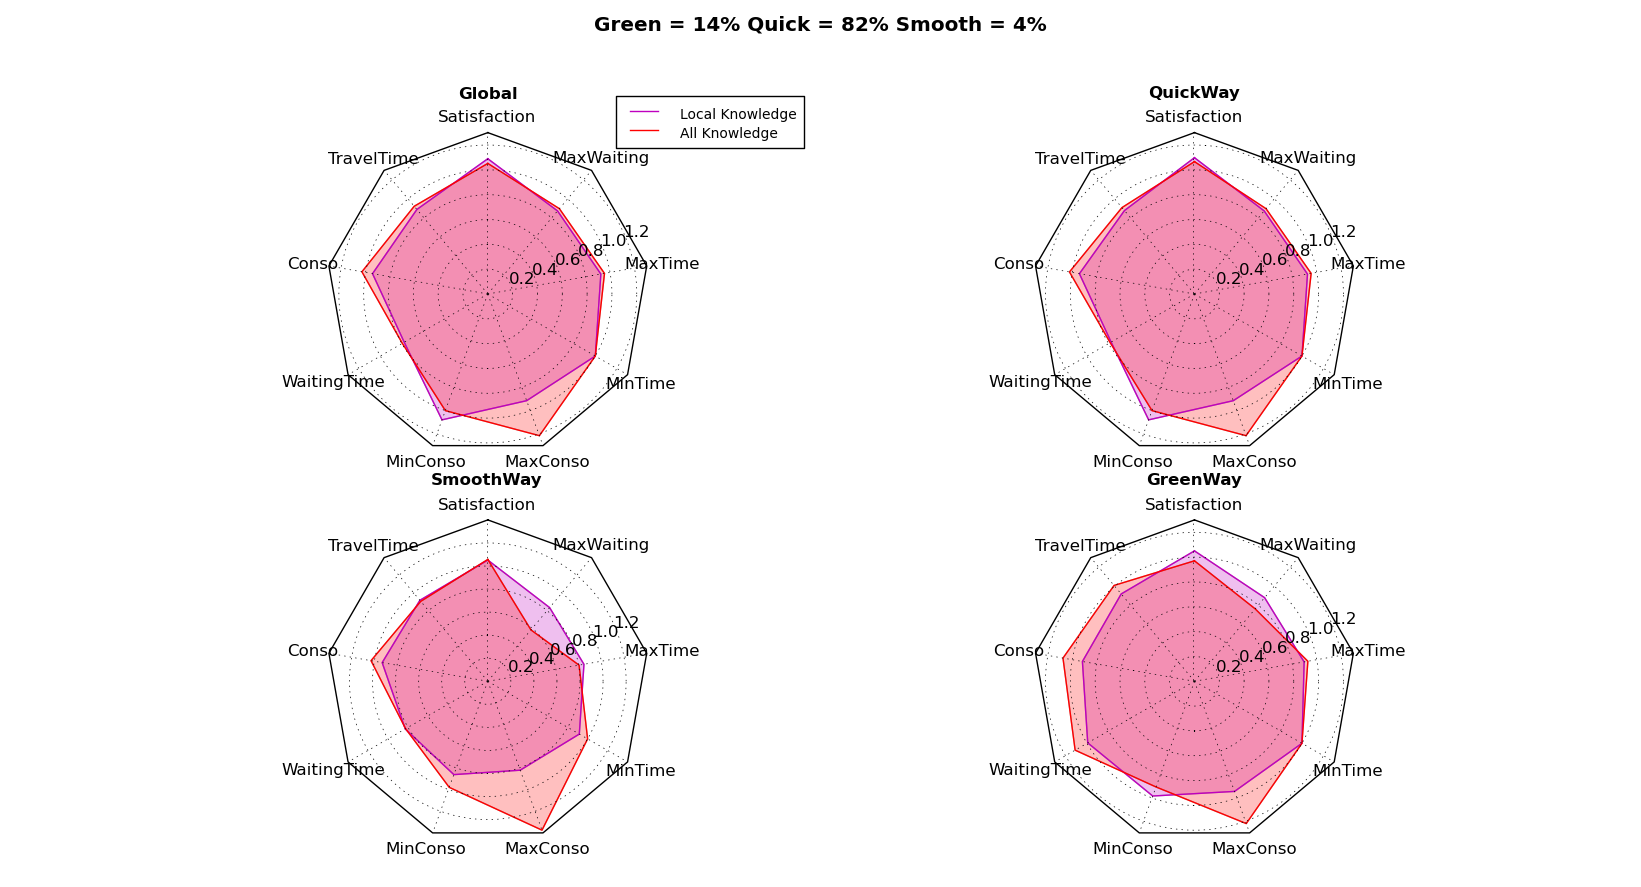 Green = 14% Quick = 82% Smooth = 4%
Global
Satisfaction
TravelTime
MaxWaiting
Conso
MaxTime
WaitingTime
MinTime
MinConso
MaxConso
0.2
0.4
0.6
0.8
1.0
1.2
Local Knowledge
All Knowledge
QuickWay
Satisfaction
TravelTime
MaxWaiting
Conso
MaxTime
WaitingTime
MinTime
MinConso
MaxConso
0.2
0.4
0.6
0.8
1.0
1.2
SmoothWay
Satisfaction
TravelTime
MaxWaiting
Conso
MaxTime
WaitingTime
MinTime
MinConso
MaxConso
0.2
0.4
0.6
0.8
1.0
1.2
GreenWay
Satisfaction
TravelTime
MaxWaiting
Conso
MaxTime
WaitingTime
MinTime
MinConso
MaxConso
0.2
0.4
0.6
0.8
1.0
1.2